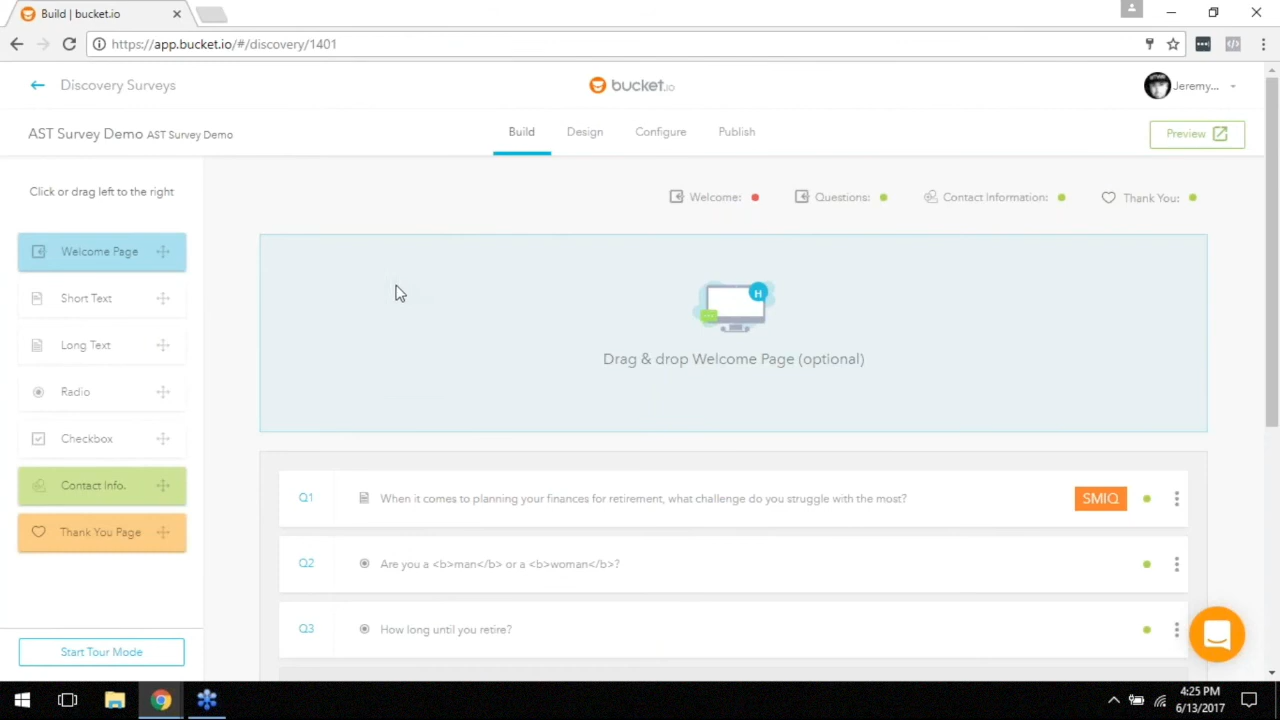 Build | bucket.io
https://app.bucket.io/#/discovery/1401
Discovery Surveys
bucket.io
Jeremy...
AST Survey Demo AST Survey Demo
Build
Design
Configure
Publish
Preview
Click or drag left to the right
Welcome: 
Questions:
Contact Information:
Thank You:
Welcome Page
Short Text
Long Text
Radio
Checkbox
Contact Info.
Thank You Page
Start Tour Mode
H
Drag & drop Welcome Page (optional)
Q1 When it comes to planning your finances for retirement, what challenge do you struggle with the most? SMIQ
Q2 Are you a <b>man</b> or a <b>woman</b>?
Q3 How long until you retire?
4:25 PM
6/13/2017